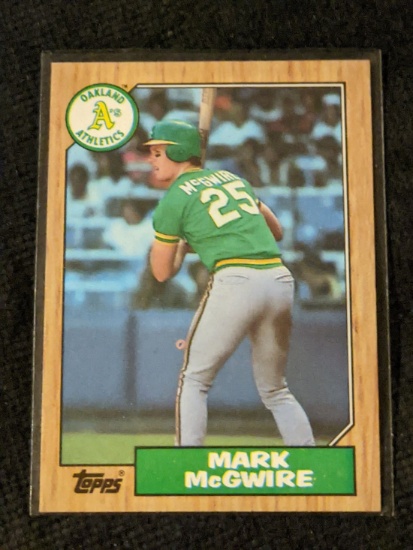 OAKLAND
A's
ATHLETICS
McGWIRE
25
Topps®
MARK
McGWIRE